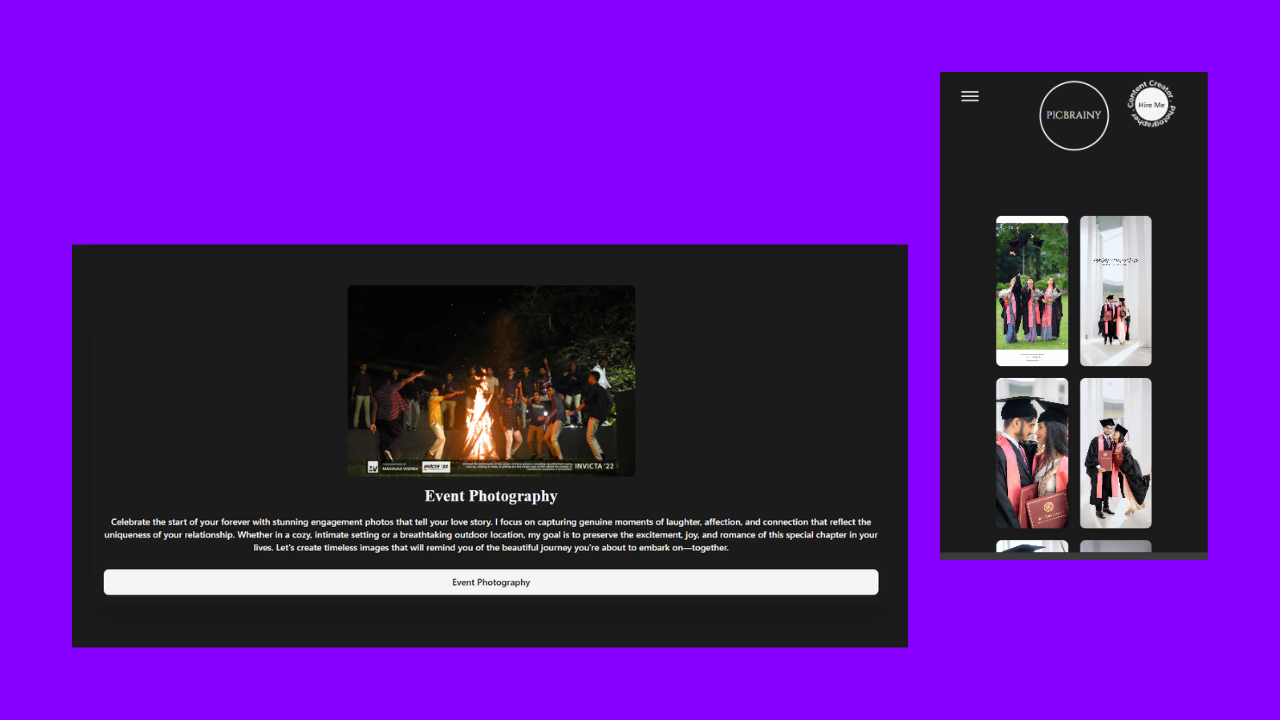 Content Creator · Photographer ·
Hire Me
PICBRAINY
INVICTA '22
INVICTA '22
Event Photography
Celebrate the start of your forever with stunning engagement photos that tell your love story. I focus on capturing genuine moments of laughter, affection, and connection that reflect the
uniqueness of your relationship. Whether in a cozy, intimate setting or a breathtaking outdoor location, my goal is to preserve the excitement, joy, and romance of this special chapter in your
lives. Let's create timeless images that will remind you of the beautiful journey you're about to embark on—together.
Event Photography